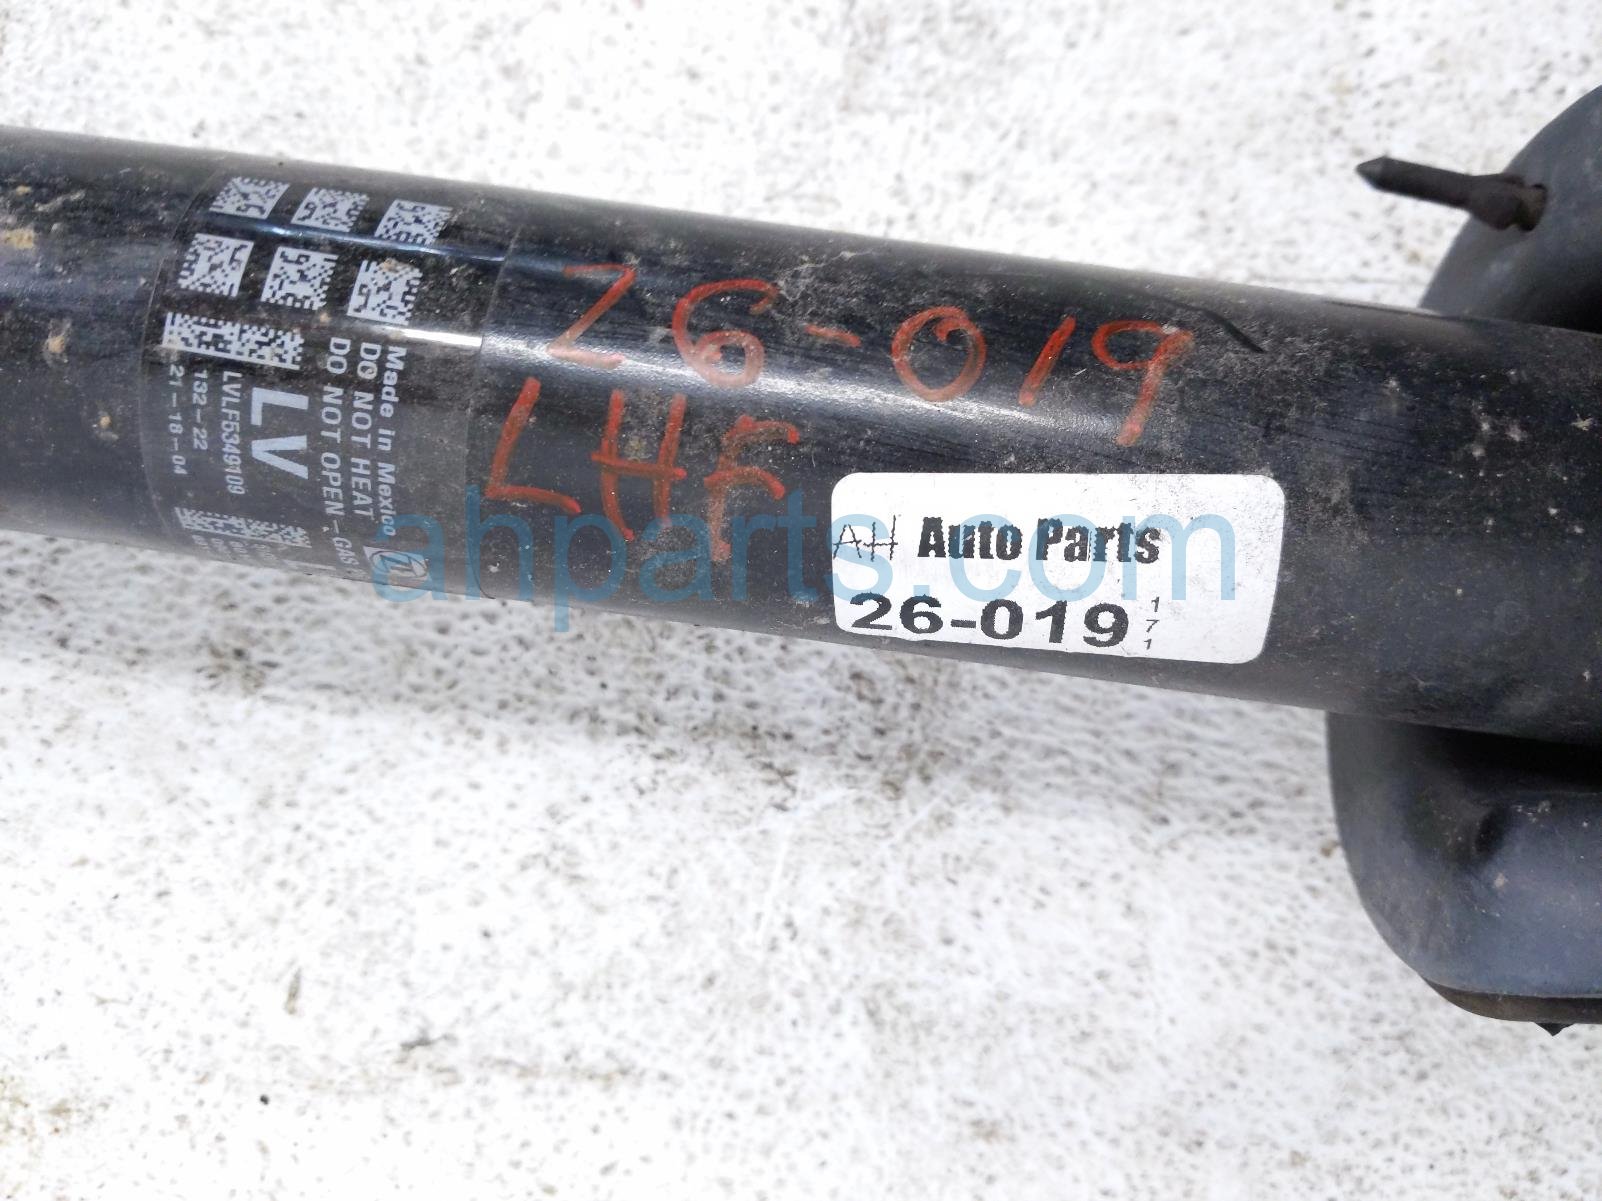 26-019
LHF
Made in Mexico
DO NOT HEAT
DO NOT OPEN-GAS
LV
LVLF5349109
132-22
21-18-04
AH Auto Parts
26-019
171
ahparts.com